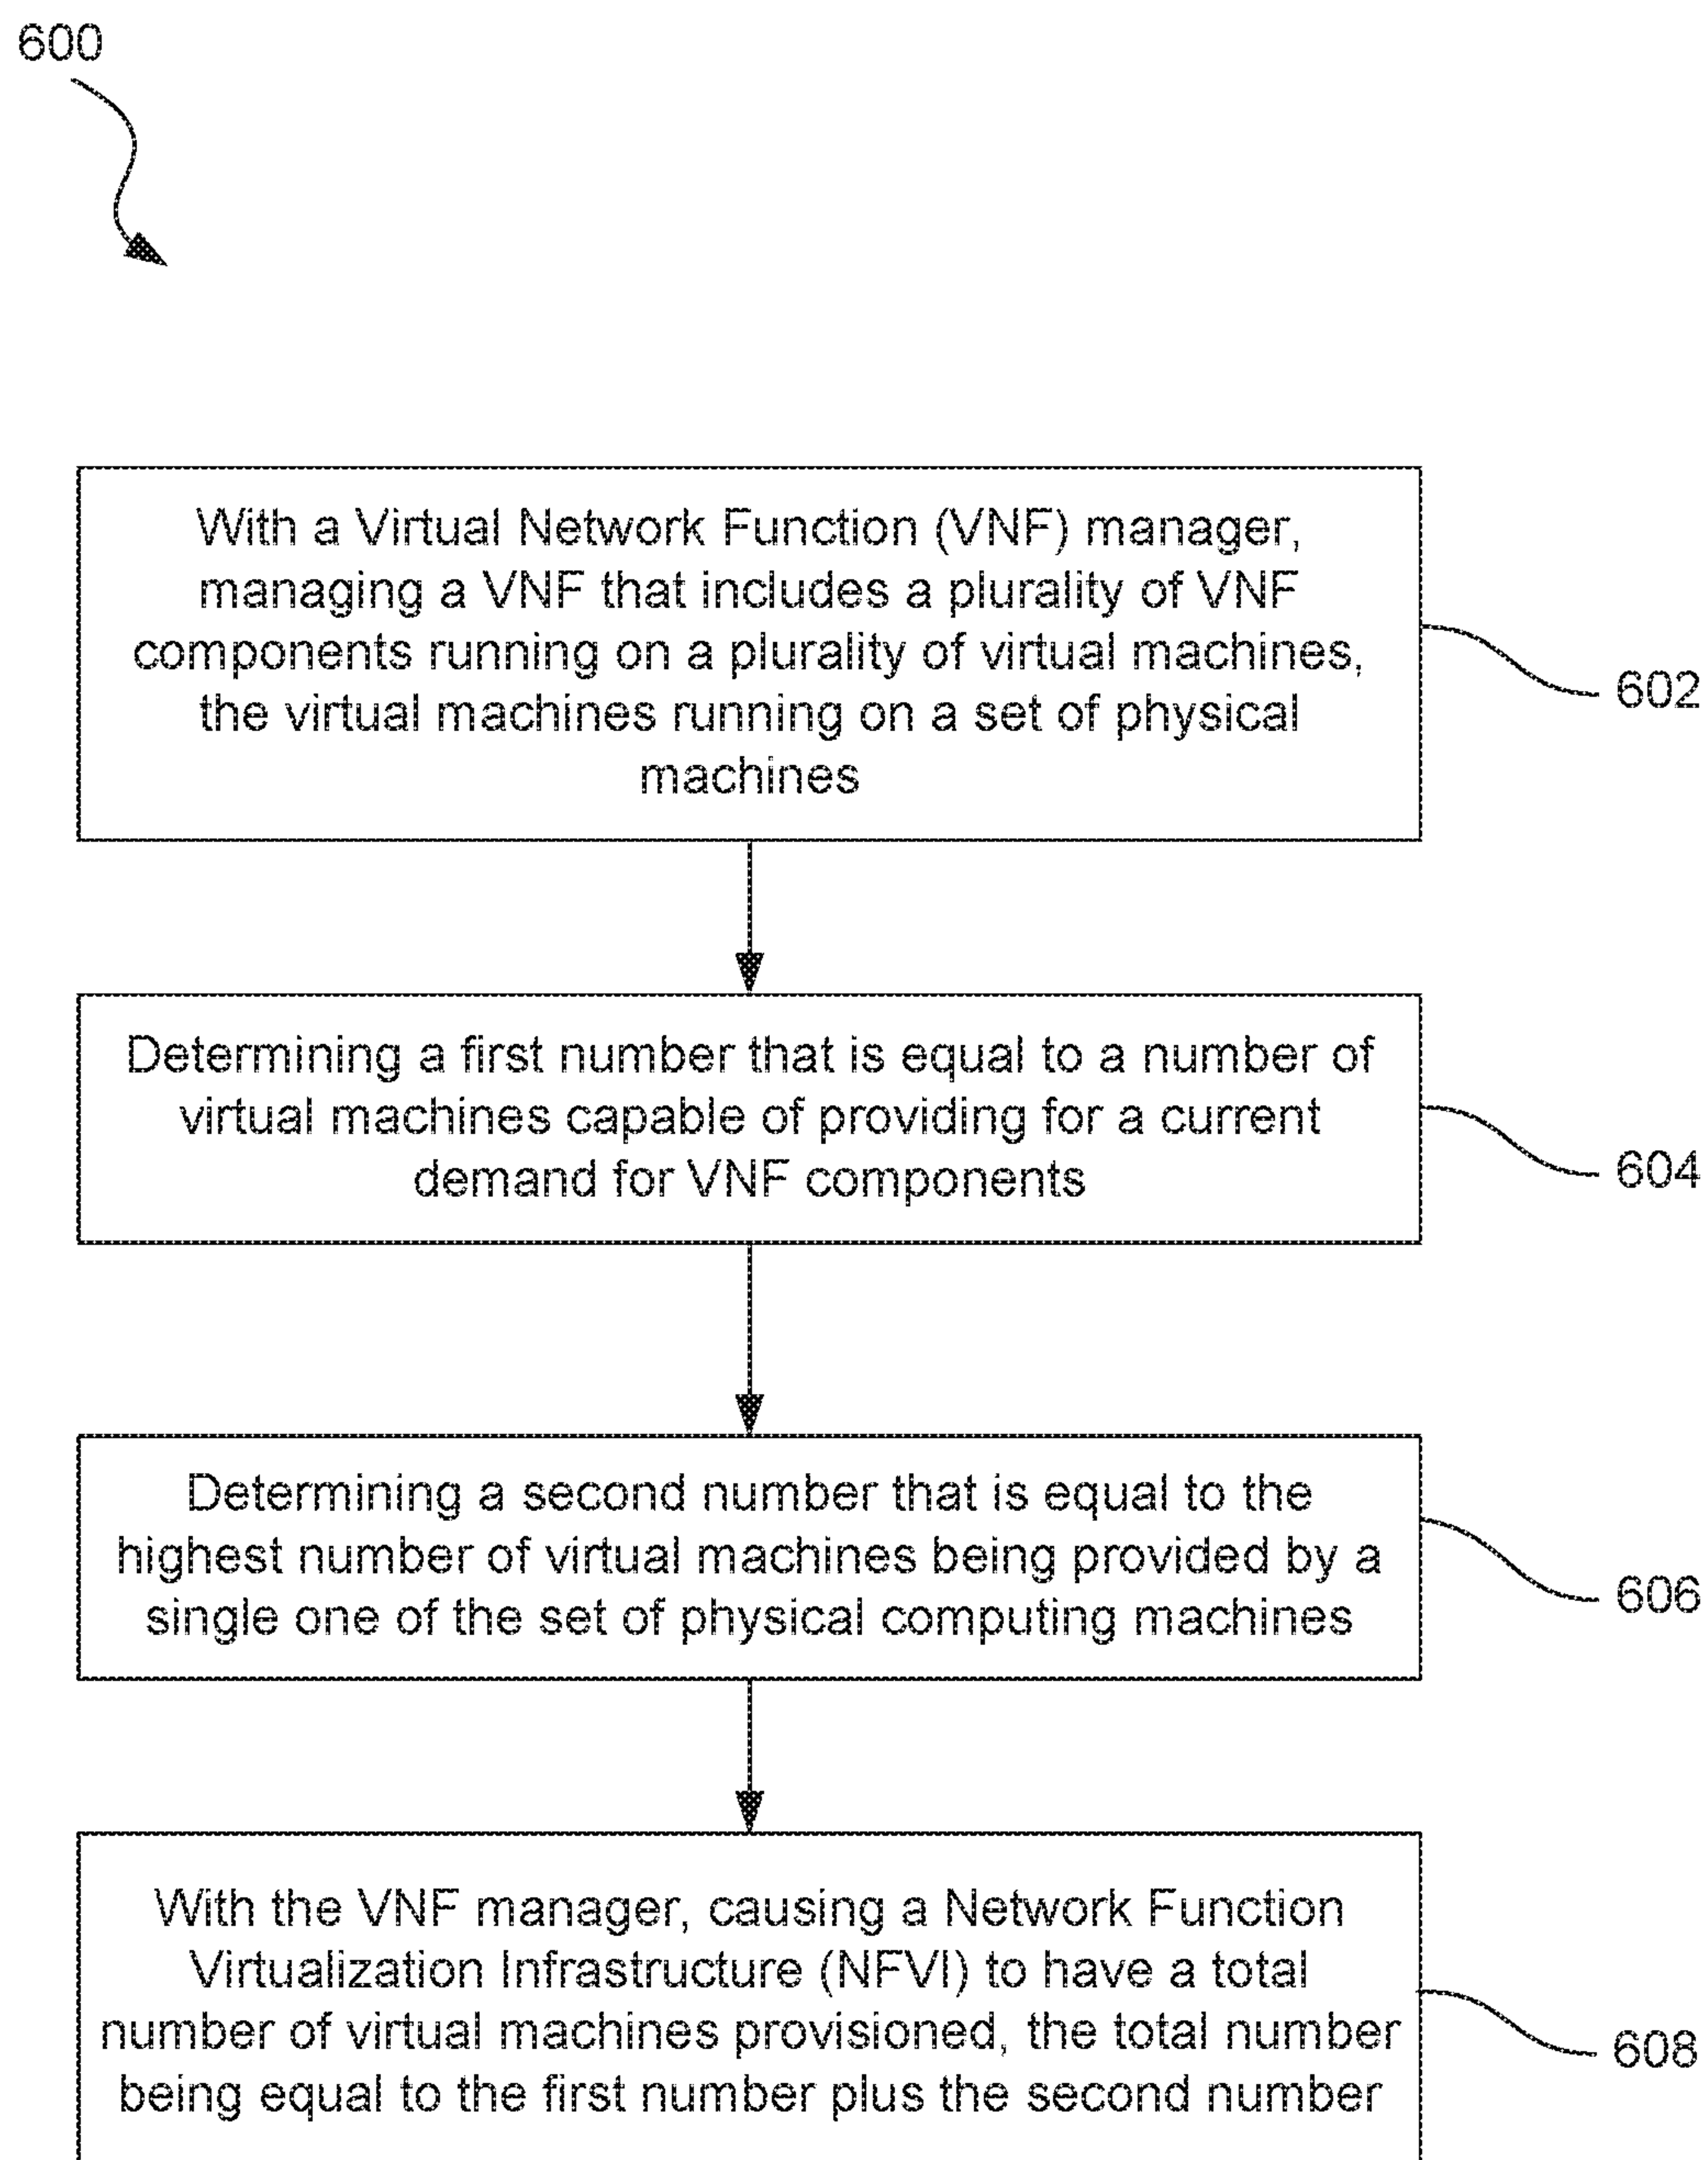 600
With a Virtual Network Function (VNF) manager,
managing a VNF that includes a plurality of VNF
components running on a plurality of virtual machines,
the virtual machines running on a set of physical
machines
602
Determining a first number that is equal to a number of
virtual machines capable of providing for a current
demand for VNF components
604
Determining a second number that is equal to the
highest number of virtual machines being provided by a
single one of the set of physical computing machines
606
With the VNF manager, causing a Network Function
Virtualization Infrastructure (NFVI) to have a total
number of virtual machines provisioned, the total number
being equal to the first number plus the second number
608